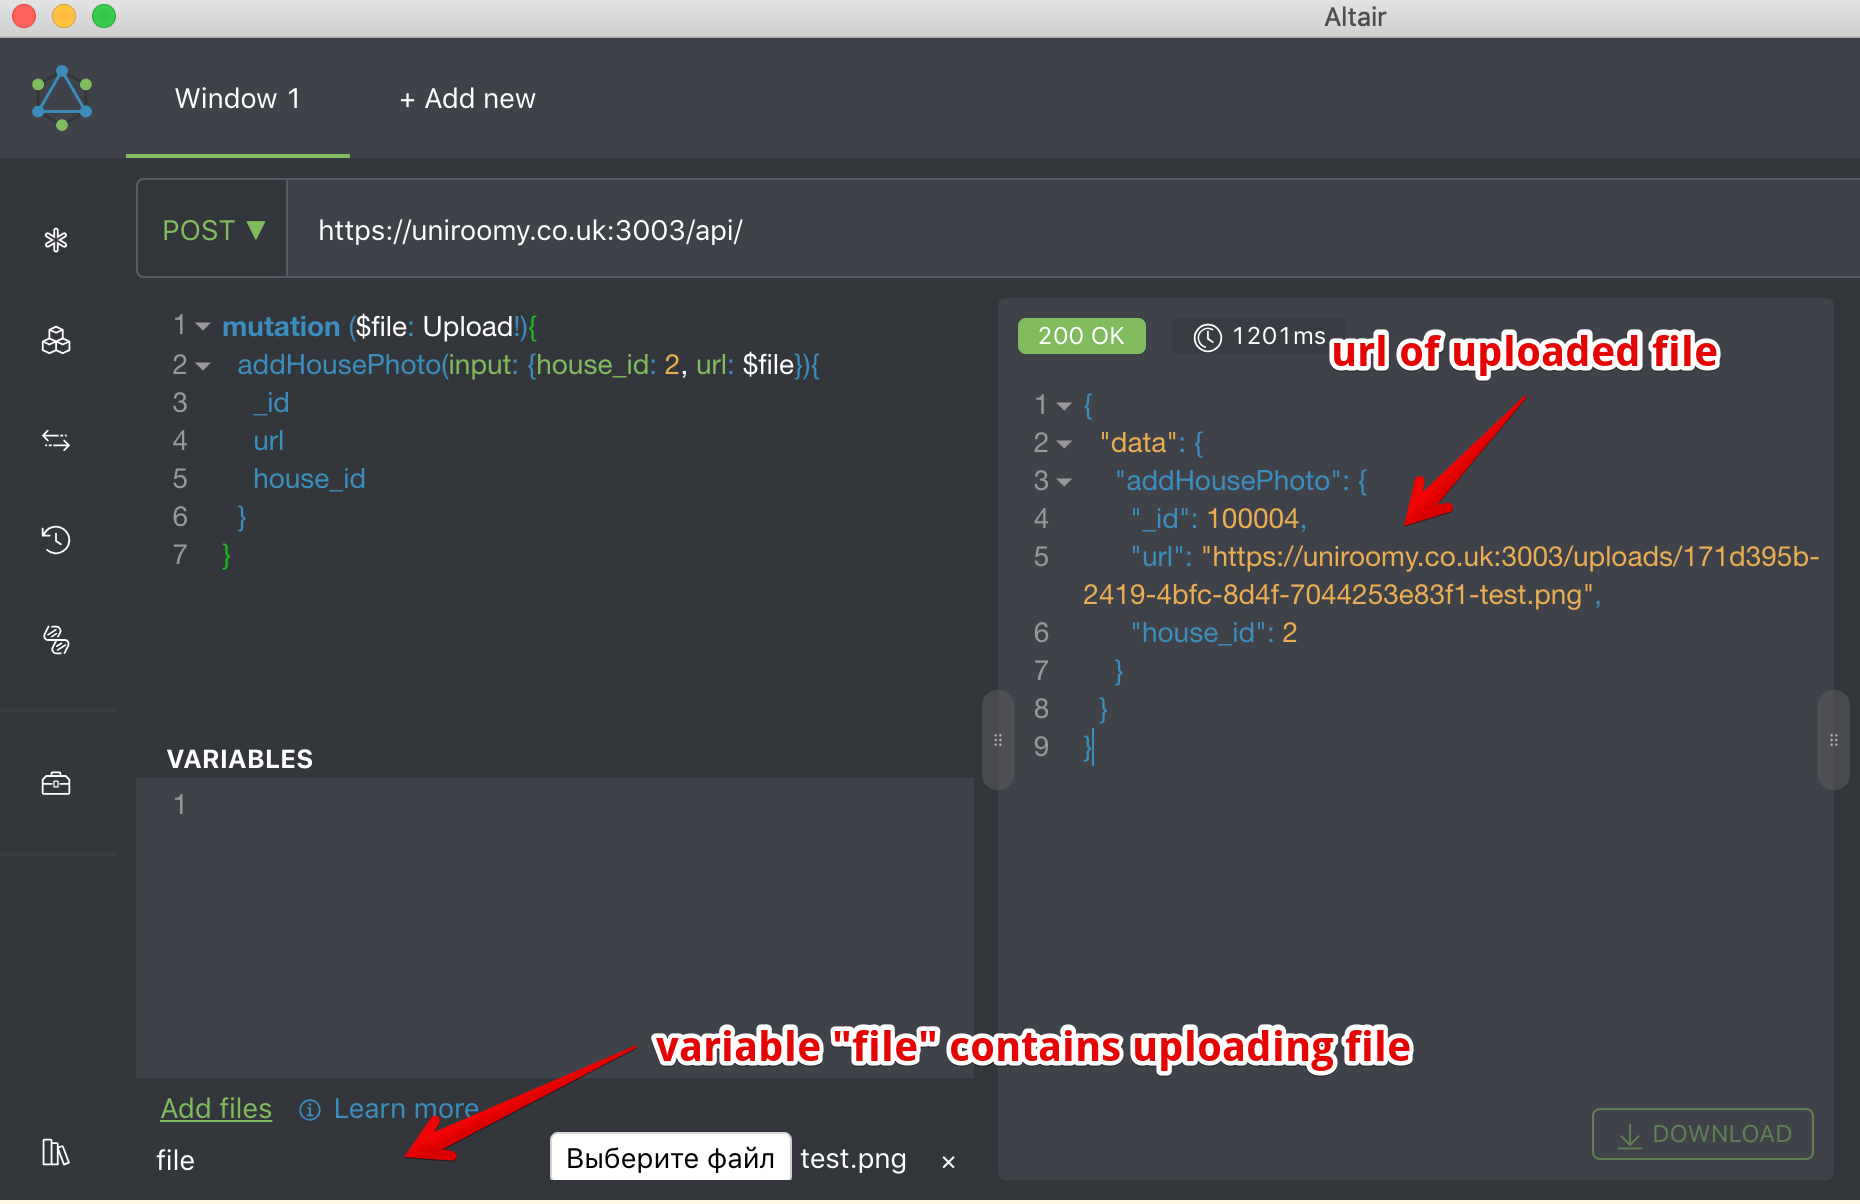 Altair
Window 1
+ Add new
POST ▼
https://uniroomy.co.uk:3003/api/
1 mutation ($file: Upload!){
2 addHousePhoto(input: {house_id: 2, url: $file}){
3 _id
4 url
5 house_id
6 }
7 }
VARIABLES
1
Add files
Learn more
file
Выберите файл
test.png
×
variable "file" contains uploading file
200 OK
1201ms
url of uploaded file
1 {
2 "data": {
3 "addHousePhoto": {
4 "_id": 100004,
5 "url": "https://uniroomy.co.uk:3003/uploads/171d395b-
2419-4bfc-8d4f-7044253e83f1-test.png",
6 "house_id": 2
7 }
8 }
9 }
DOWNLOAD